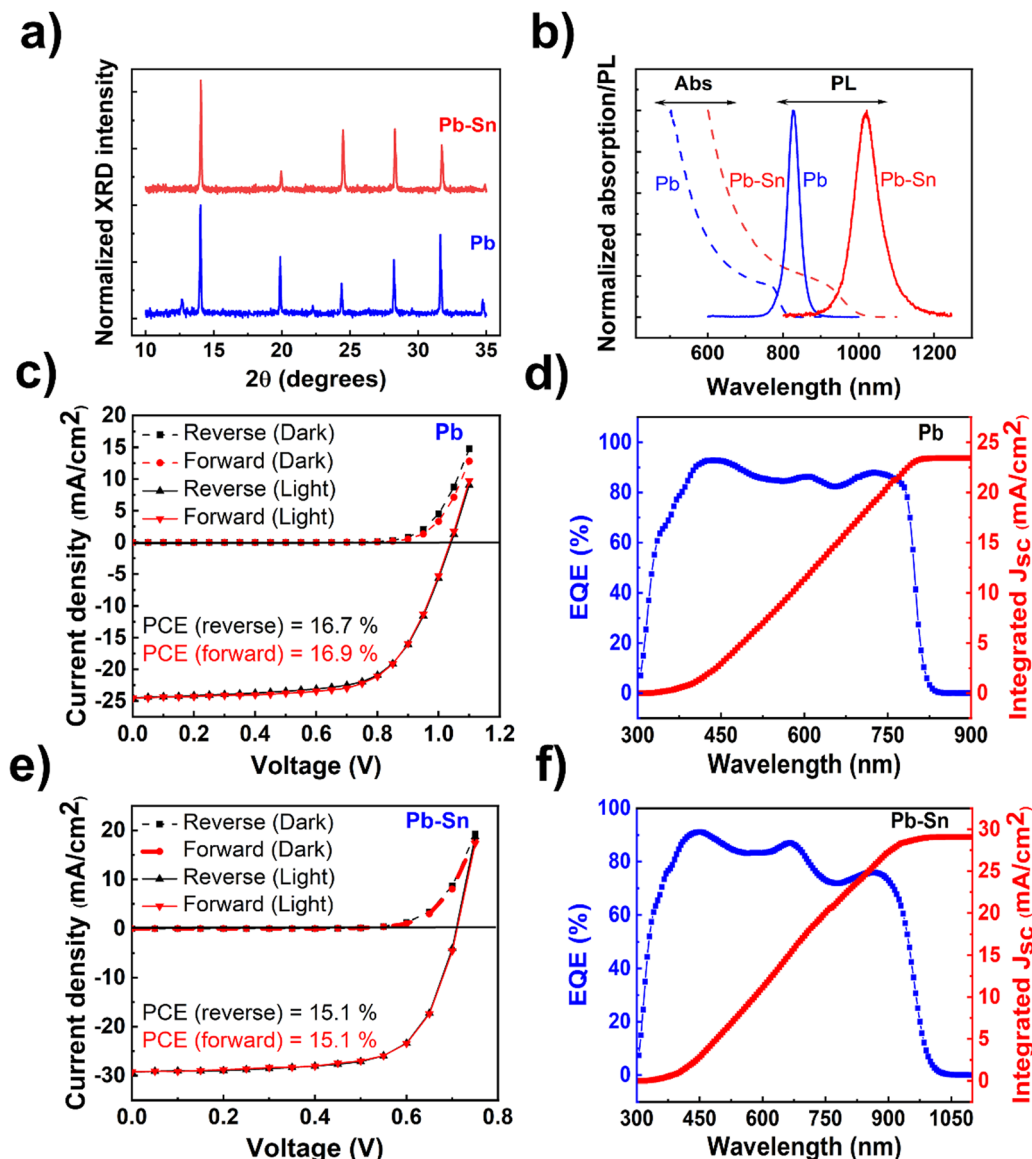 a)
Normalized XRD intensity
Pb-Sn
Pb
10 15 20 25 30 35
2θ (degrees)
b)
Normalized absorption/PL
Abs PL
Pb Pb-Sn Pb Pb-Sn
600 800 1000 1200
Wavelength (nm)
c)
Current density (mA/cm2)
20
15
10
5
0
-5
-10
-15
-20
-25
Reverse (Dark)
Forward (Dark)
Reverse (Light)
Forward (Light)
Pb
PCE (reverse) = 16.7 %
PCE (forward) = 16.9 %
0.0 0.2 0.4 0.6 0.8 1.0 1.2
Voltage (V)
d)
EQE (%)
100
80
60
40
20
0
Pb
25
20
15
10
5
0
Integrated Jsc (mA/cm2)
300 450 600 750 900
Wavelength (nm)
e)
Current density (mA/cm2)
20
10
0
-10
-20
-30
Reverse (Dark)
Forward (Dark)
Reverse (Light)
Forward (Light)
Pb-Sn
PCE (reverse) = 15.1 %
PCE (forward) = 15.1 %
0.0 0.2 0.4 0.6 0.8
Voltage (V)
f)
EQE (%)
100
80
60
40
20
0
Pb-Sn
30
25
20
15
10
5
0
Integrated Jsc (mA/cm2)
300 450 600 750 900 1050
Wavelength (nm)